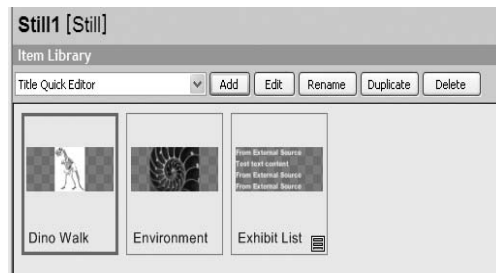 Still1 [Still]
Item Library
Title Quick Editor Add Edit Rename Duplicate Delete
From External Source
Test text content
From External Source
From External Source
Dino Walk Environment Exhibit List